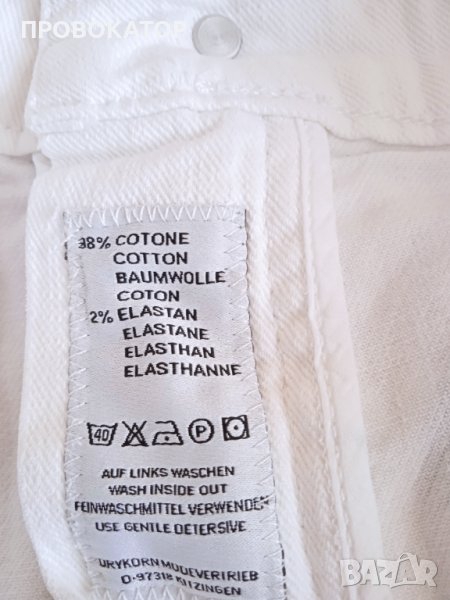 ПРОВОКАТОР
98% COTONE
COTTON
BAUMWOLLE
COTON
2% ELASTAN
ELASTANE
ELASTHAN
ELASTHANNE
40 P
AUF LINKS WASCHEN
WASH INSIDE OUT
FEINWASCHMITTEL VERWENDEN
USE GENTLE DETERSIVE
DRYKORN MODEVERTRIEB
D-97318 KITZINGEN
bazar